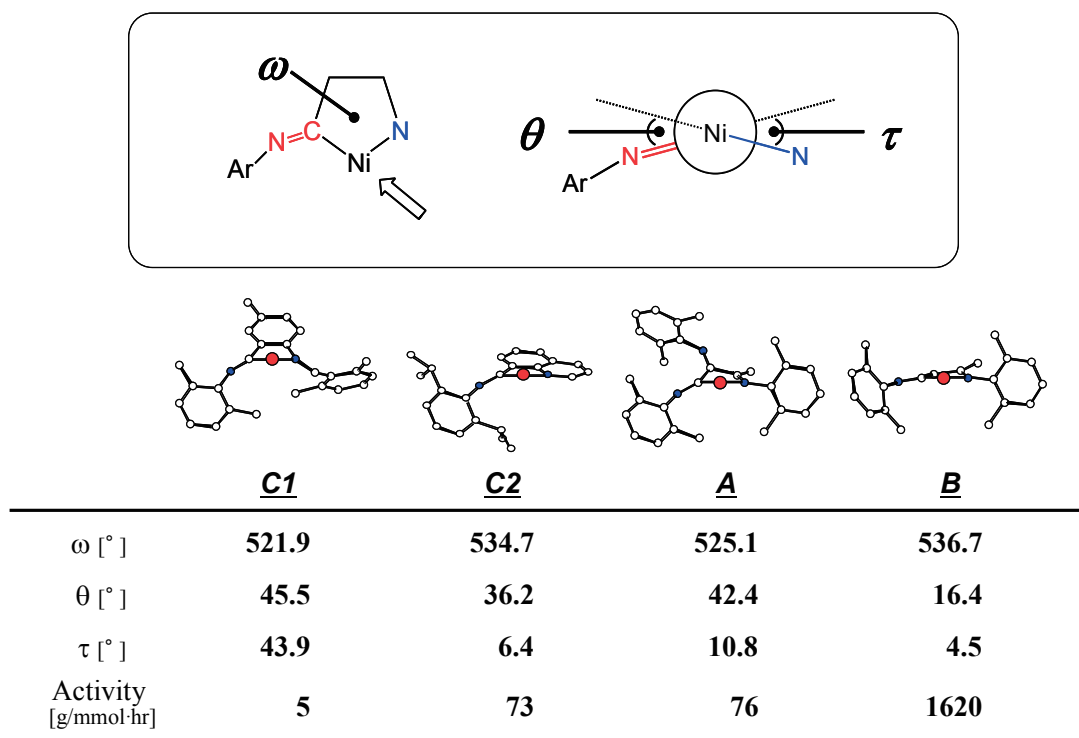 ω
N
C
N
Ar
Ni
θ
Ni
τ
N
N
Ar
C1 C2 A B
ω [°] 521.9 534.7 525.1 536.7
θ [°] 45.5 36.2 42.4 16.4
τ [°] 43.9 6.4 10.8 4.5
Activity
[g/mmol·hr] 5 73 76 1620